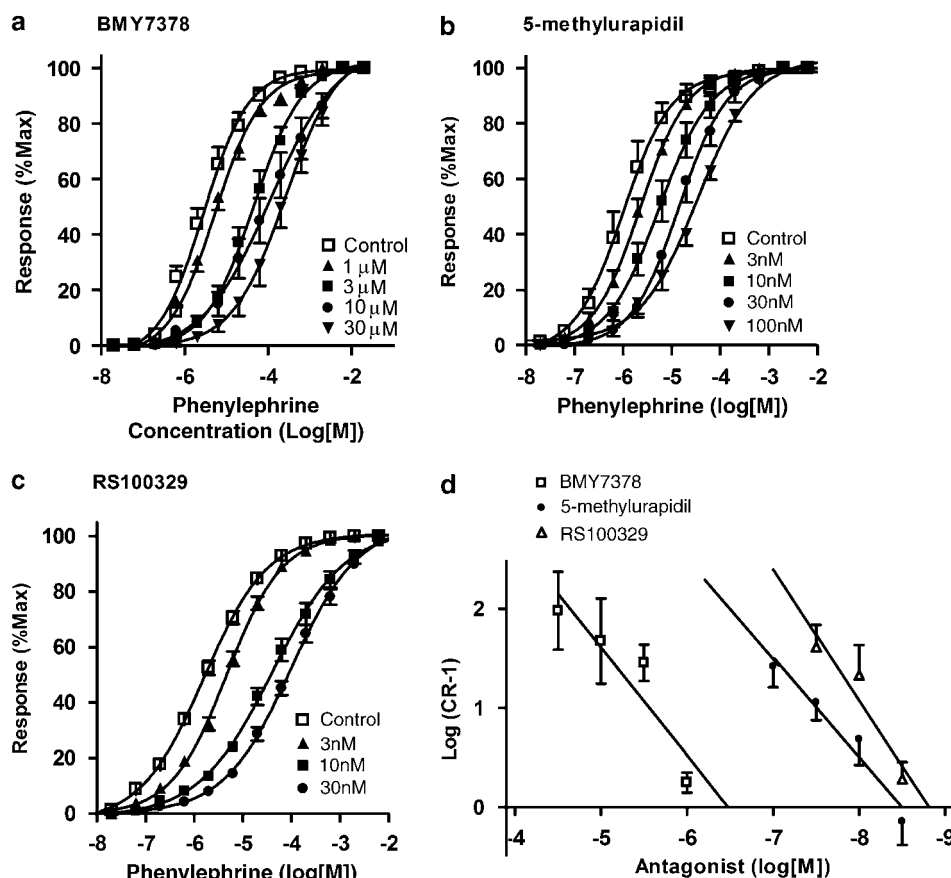 a
BMY7378
100
80
60
40
20
0
Response (%Max)
Control
1 μM
3 μM
10 μM
30 μM
-8
-6
-4
-2
Phenylephrine
Concentration (Log[M])
b
5-methylurapidil
100
80
60
40
20
0
Response (%Max)
Control
3nM
10nM
30nM
100nM
-8
-7
-6
-5
-4
-3
-2
Phenylephrine (log[M])
c
RS100329
100
80
60
40
20
0
Response (%Max)
Control
3nM
10nM
30nM
-8
-7
-6
-5
-4
-3
-2
Phenylephrine (log[M])
d
BMY7378
5-methylurapidil
RS100329
2
1
0
Log (CR-1)
-4
-5
-6
-7
-8
-9
Antagonist (log[M])